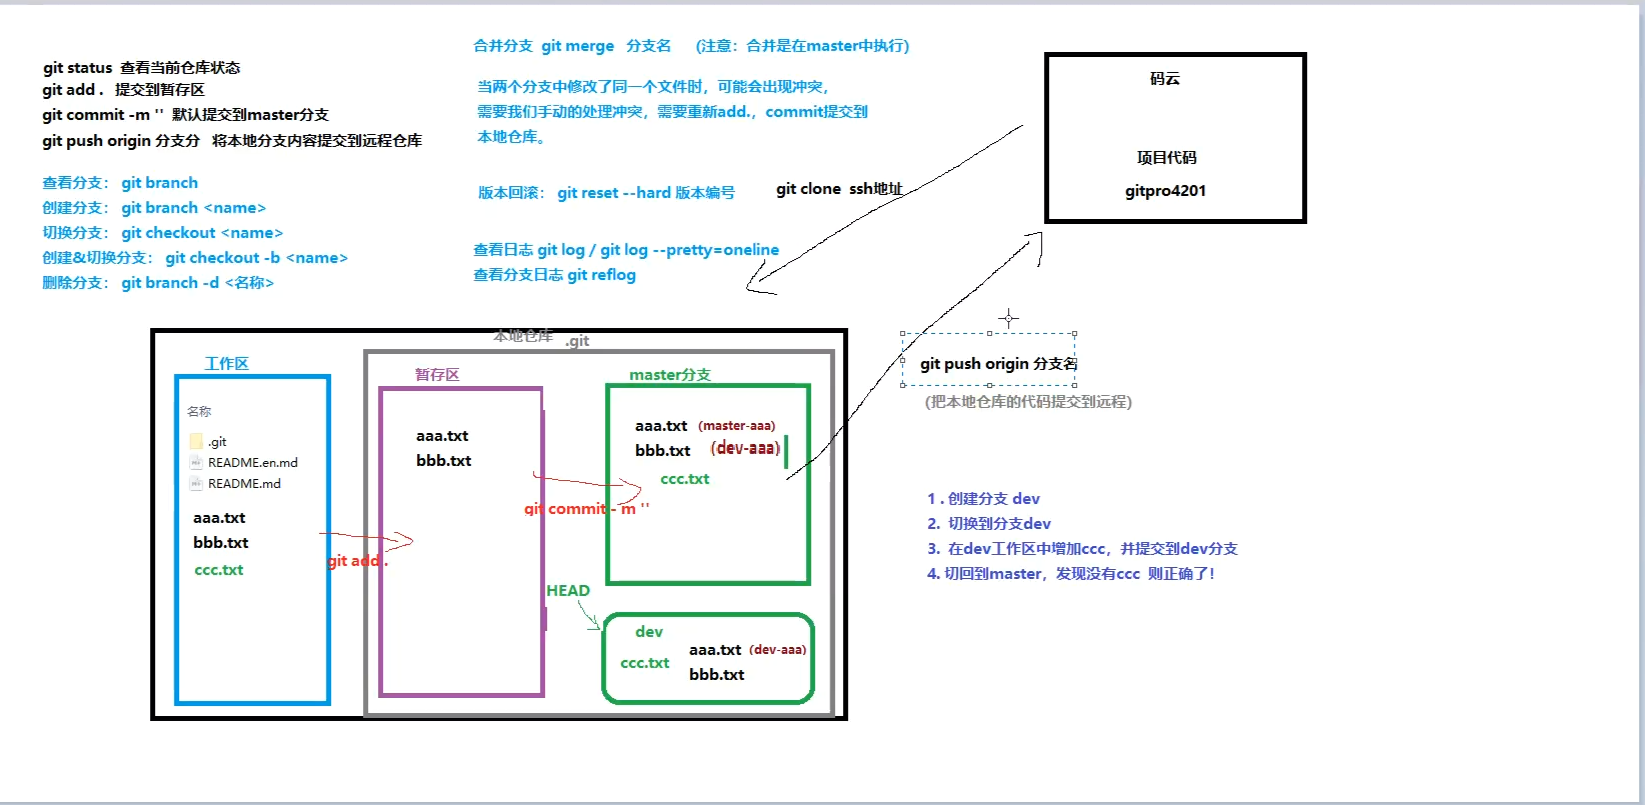 git status 查看当前仓库状态
git add . 提交到暂存区
git commit -m '' 默认提交到master分支
git push origin 分支分 将本地分支内容提交到远程仓库
查看分支： git branch
创建分支： git branch <name>
切换分支： git checkout <name>
创建&切换分支： git checkout -b <name>
删除分支： git branch -d <名称>
合并分支 git merge 分支名 (注意：合并是在master中执行)
当两个分支中修改了同一个文件时，可能会出现冲突，
需要我们手动的处理冲突，需要重新add.，commit提交到
本地仓库。
版本回滚： git reset --hard 版本编号
查看日志 git log / git log --pretty=oneline
查看分支日志 git reflog
git clone ssh地址
码云
项目代码
gitpro4201
本地仓库 .git
工作区
名称
.git
README.en.md
README.md
aaa.txt
bbb.txt
ccc.txt
git add .
暂存区
aaa.txt
bbb.txt
git commit - m ''
master分支
aaa.txt (master-aaa)
bbb.txt (dev-aaa)
ccc.txt
HEAD
dev
ccc.txt
aaa.txt (dev-aaa)
bbb.txt
git push origin 分支名
(把本地仓库的代码提交到远程)
1 . 创建分支 dev
2. 切换到分支dev
3. 在dev工作区中增加ccc，并提交到dev分支
4. 切回到master，发现没有ccc 则正确了！